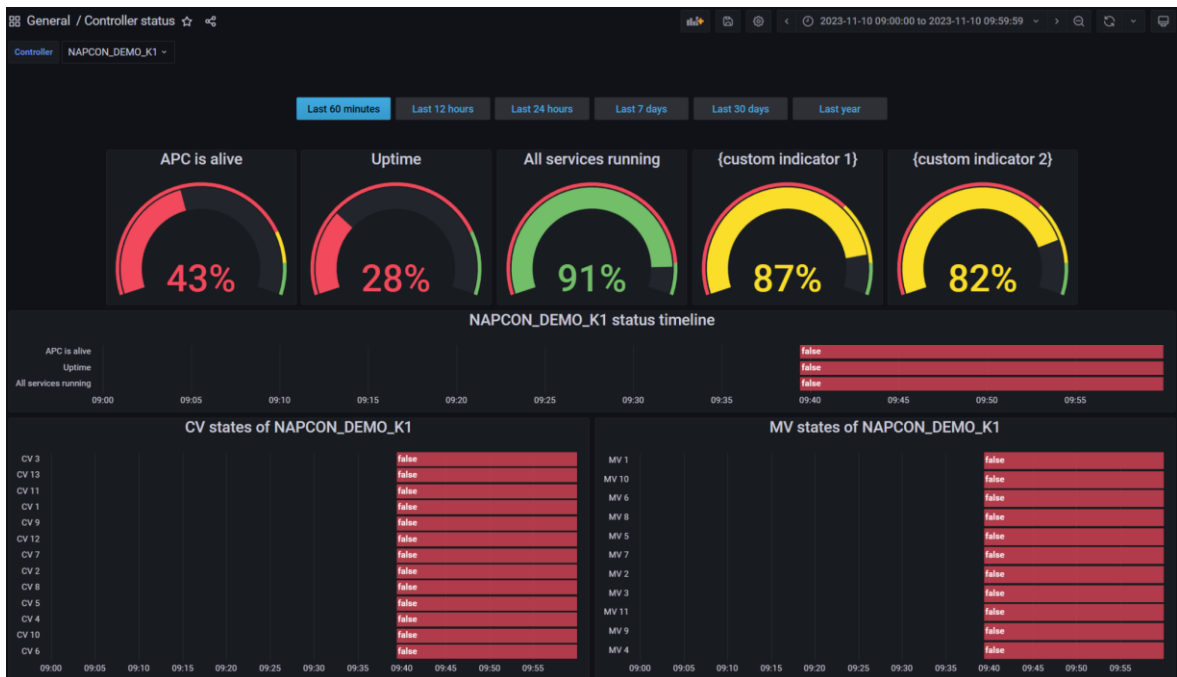 General / Controller status
2023-11-10 09:00:00 to 2023-11-10 09:59:59
Controller NAPCON_DEMO_K1
Last 60 minutes Last 12 hours Last 24 hours Last 7 days Last 30 days Last year
APC is alive Uptime All services running {custom indicator 1} {custom indicator 2}
43% 28% 91% 87% 82%
NAPCON_DEMO_K1 status timeline
APC is alive false
Uptime false
All services running false
09:00 09:05 09:10 09:15 09:20 09:25 09:30 09:35 09:40 09:45 09:50 09:55
CV states of NAPCON_DEMO_K1
CV 3 false
CV 13 false
CV 11 false
CV 1 false
CV 9 false
CV 12 false
CV 7 false
CV 2 false
CV 8 false
CV 5 false
CV 4 false
CV 10 false
CV 6 false
09:00 09:05 09:10 09:15 09:20 09:25 09:30 09:35 09:40 09:45 09:50 09:55
MV states of NAPCON_DEMO_K1
MV 1 false
MV 10 false
MV 6 false
MV 8 false
MV 5 false
MV 7 false
MV 2 false
MV 3 false
MV 11 false
MV 9 false
MV 4 false
09:00 09:05 09:10 09:15 09:20 09:25 09:30 09:35 09:40 09:45 09:50 09:55